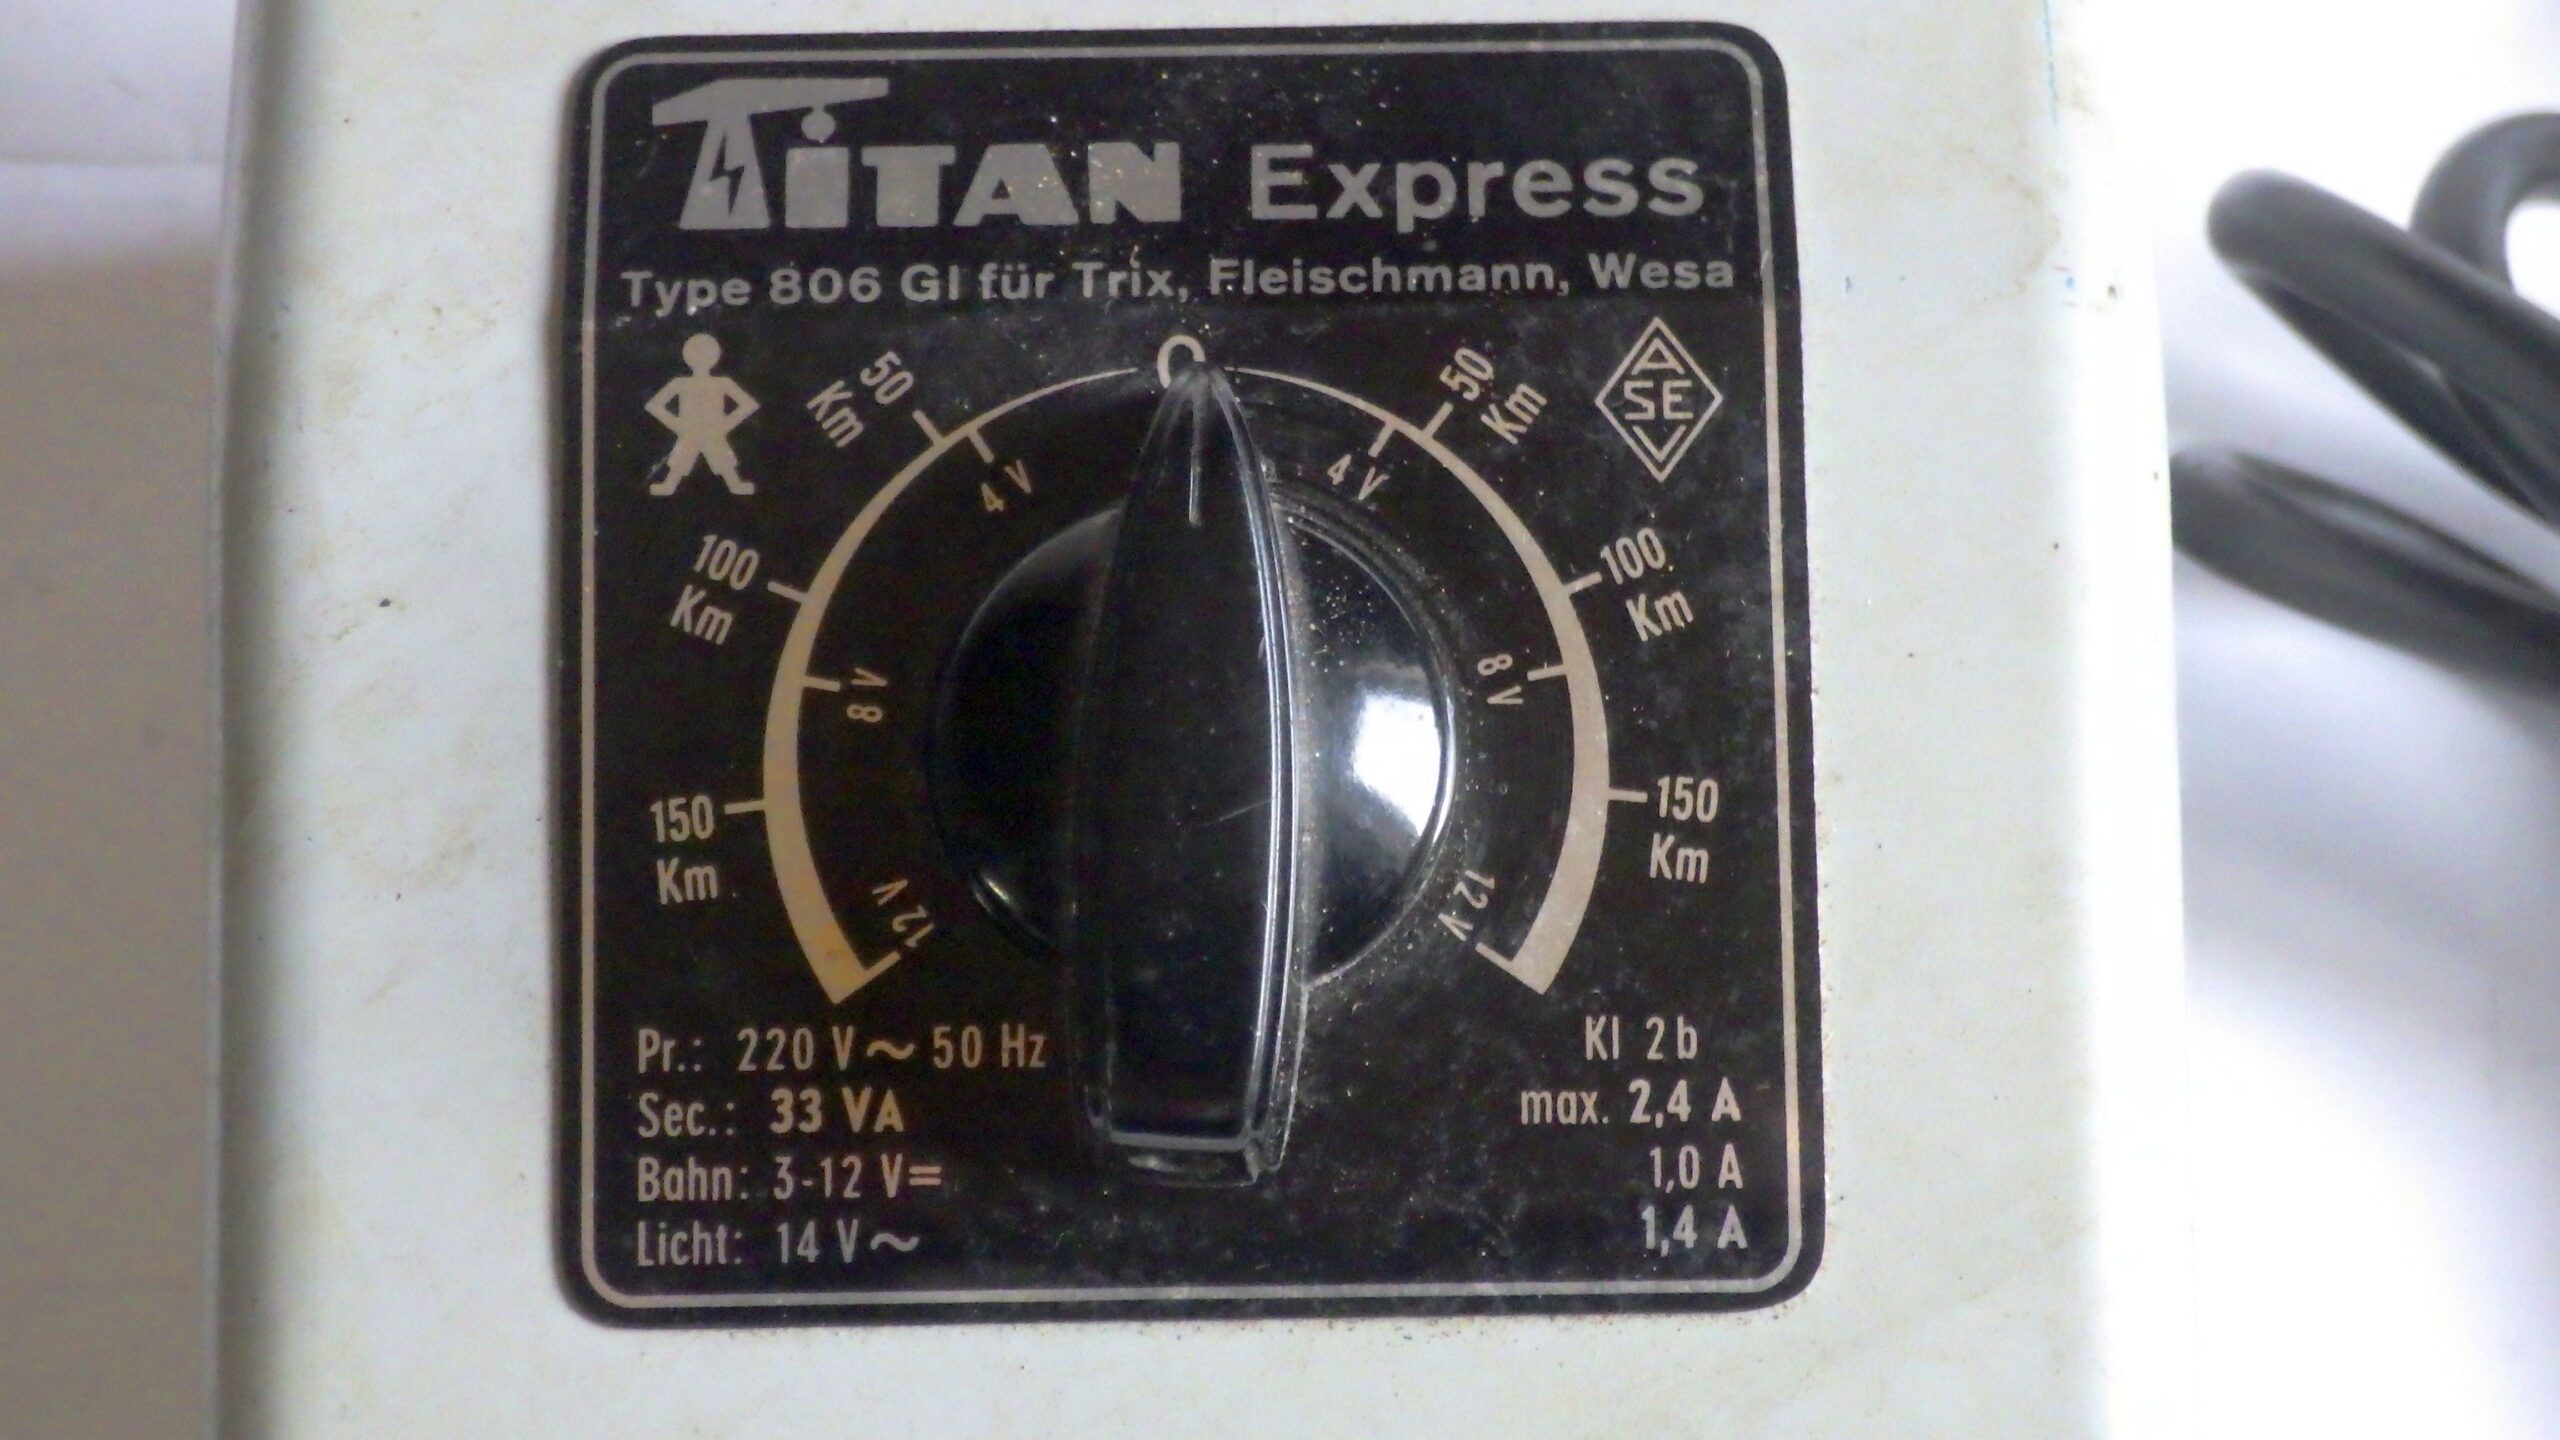 TiTAN Express
Type 806 Gl für Trix, Fleischmann, Wesa
0
50 Km
50 Km
ASEV
4 V
4 V
100 Km
100 Km
8 V
8 V
150 Km
150 Km
12 V
12 V
Pr.: 220 V ~ 50 Hz Kl 2b
Sec.: 33 VA max. 2,4 A
Bahn: 3-12 V= 1,0 A
Licht: 14 V ~ 1,4 A